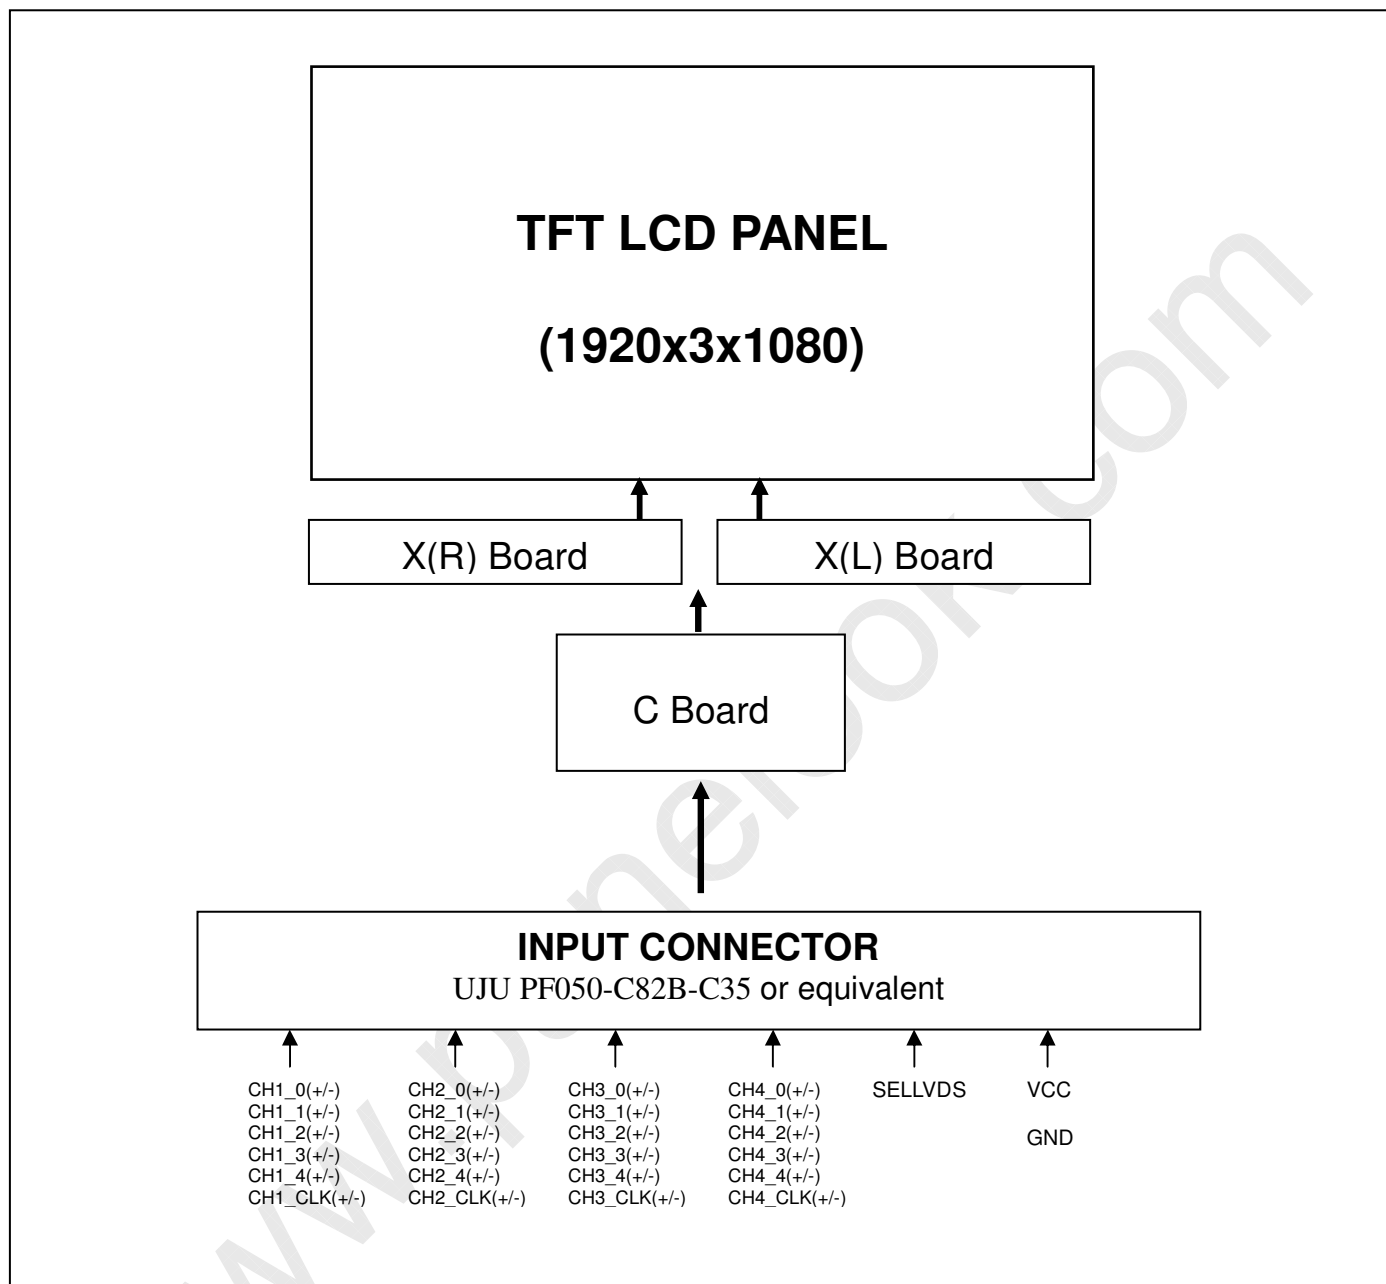 TFT LCD PANEL
(1920x3x1080)
X(R) Board
X(L) Board
C Board
INPUT CONNECTOR
UJU PF050-C82B-C35 or equivalent
CH1_0(+/-)
CH1_1(+/-)
CH1_2(+/-)
CH1_3(+/-)
CH1_4(+/-)
CH1_CLK(+/-)
CH2_0(+/-)
CH2_1(+/-)
CH2_2(+/-)
CH2_3(+/-)
CH2_4(+/-)
CH2_CLK(+/-)
CH3_0(+/-)
CH3_1(+/-)
CH3_2(+/-)
CH3_3(+/-)
CH3_4(+/-)
CH3_CLK(+/-)
CH4_0(+/-)
CH4_1(+/-)
CH4_2(+/-)
CH4_3(+/-)
CH4_4(+/-)
CH4_CLK(+/-)
SELLVDS
VCC
GND